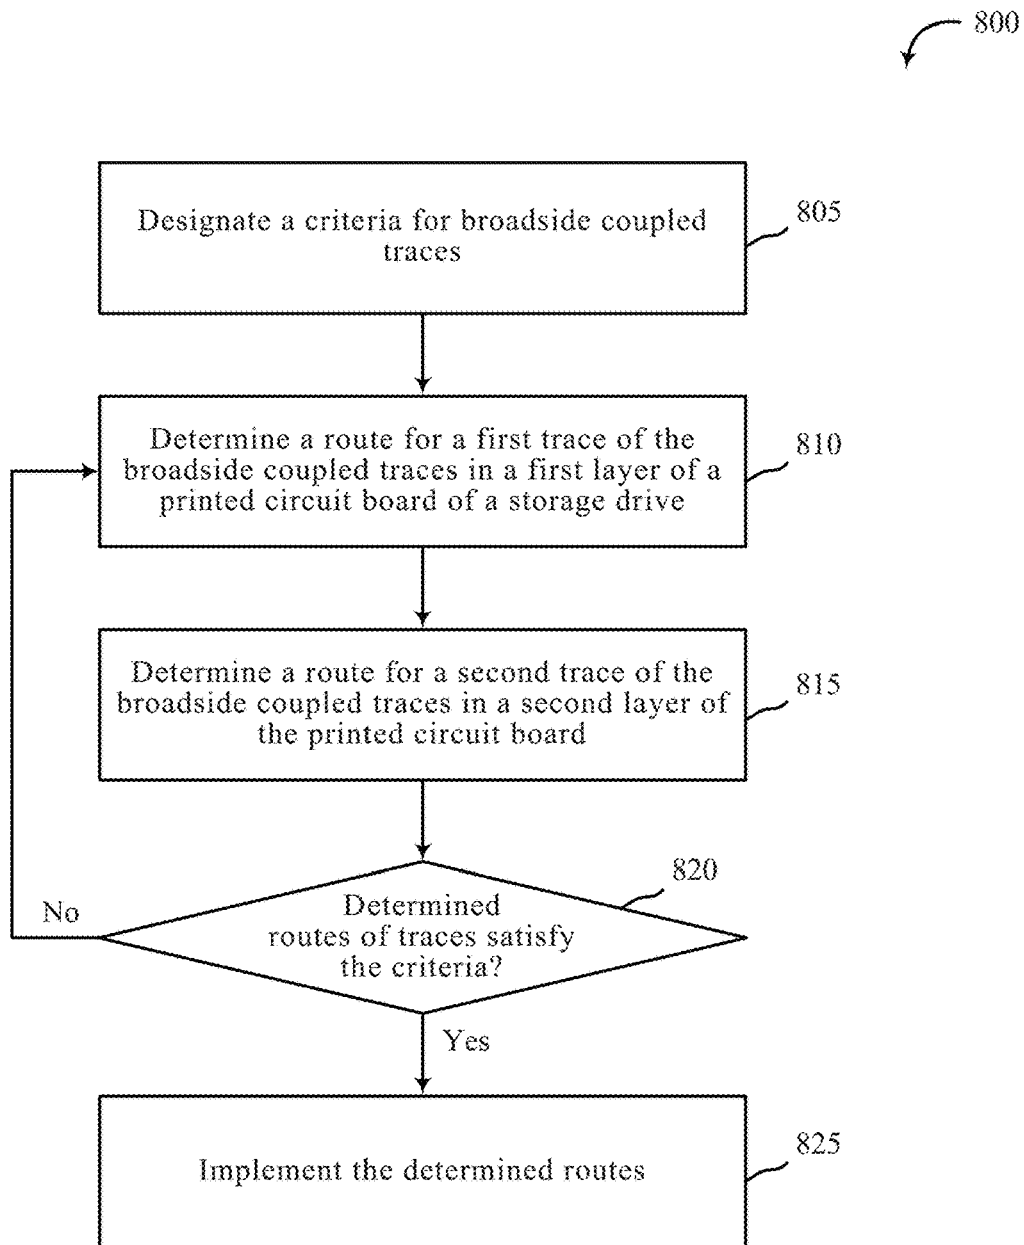 800
Designate a criteria for broadside coupled
traces
805
Determine a route for a first trace of the
broadside coupled traces in a first layer of a
printed circuit board of a storage drive
810
Determine a route for a second trace of the
broadside coupled traces in a second layer of
the printed circuit board
815
820
Determined
routes of traces satisfy
the criteria?
No
Yes
Implement the determined routes
825